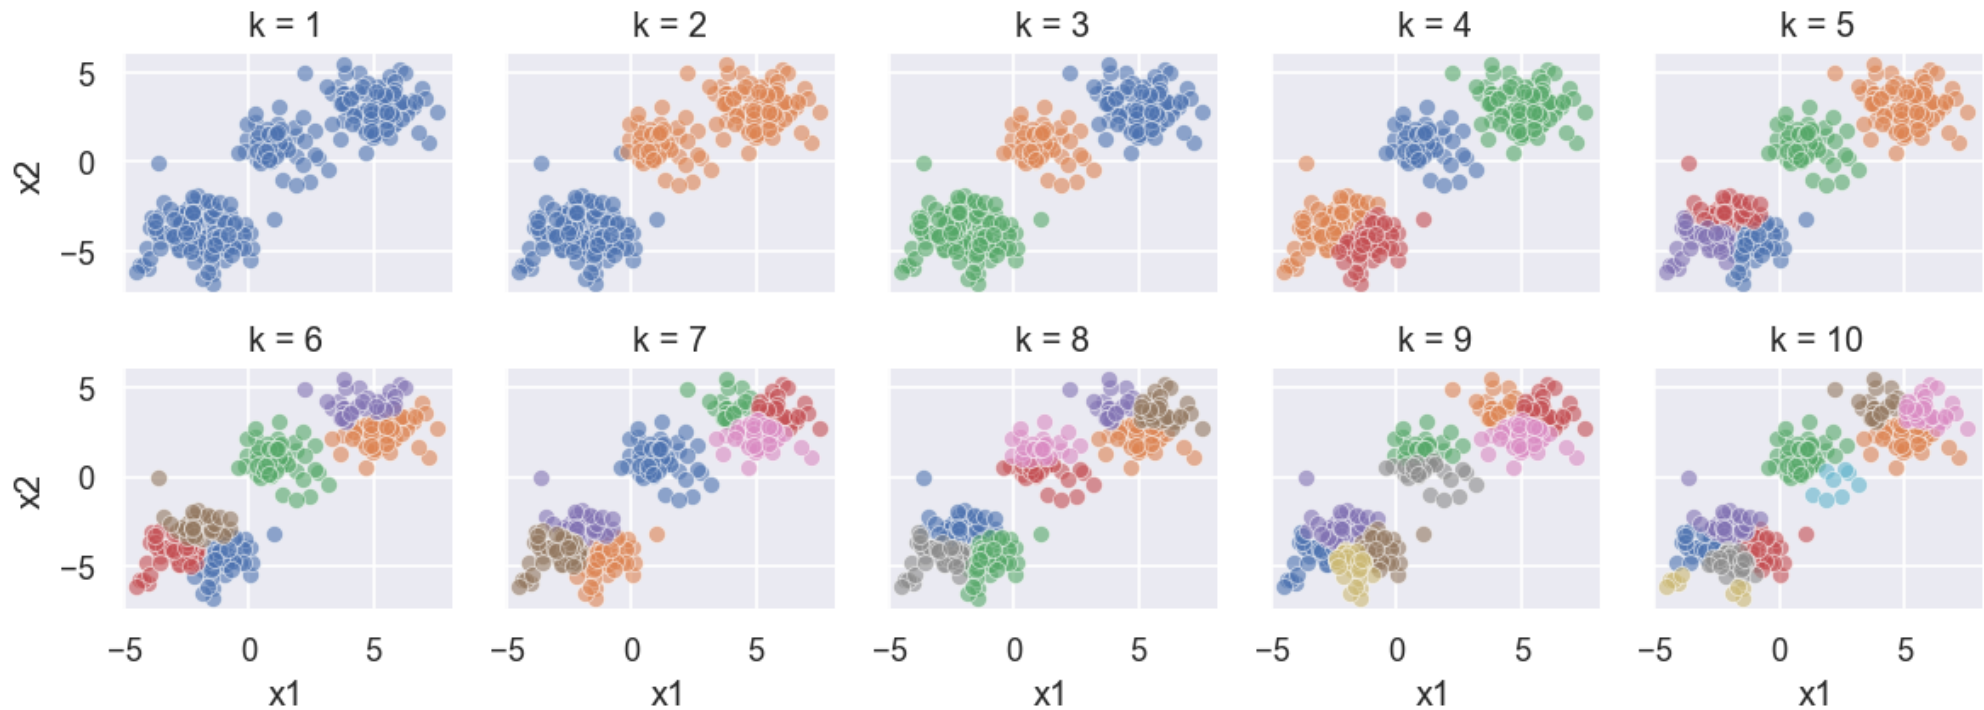 k = 1 k = 2 k = 3 k = 4 k = 5
5
0
−5
x2
k = 6 k = 7 k = 8 k = 9 k = 10
5
0
−5
x2
−5 0 5 −5 0 5 −5 0 5 −5 0 5 −5 0 5
x1 x1 x1 x1 x1